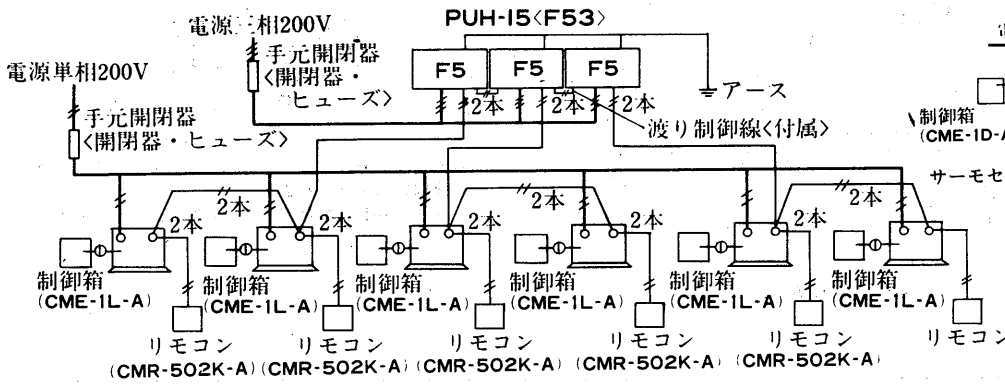 PUH-15〈F53〉
電源三相200V
手元開閉器
〈開閉器・
ヒューズ〉
電源単相200V
手元開閉器
〈開閉器・ヒューズ〉
F5 F5 F5
2本 2本 2本
アース
渡り制御線〈付属〉
制御箱
(CME-1D-A
サーモセ
2本 2本 2本 2本 2本 2本
制御箱 制御箱 制御箱 制御箱 制御箱 制御箱
(CME-1L-A) (CME-1L-A) (CME-1L-A) (CME-1L-A) (CME-1L-A) (CME-1L-A)
リモコン リモコン リモコン リモコン リモコン リモコン
(CMR-502K-A) (CMR-502K-A) (CMR-502K-A) (CMR-502K-A) (CMR-502K-A)